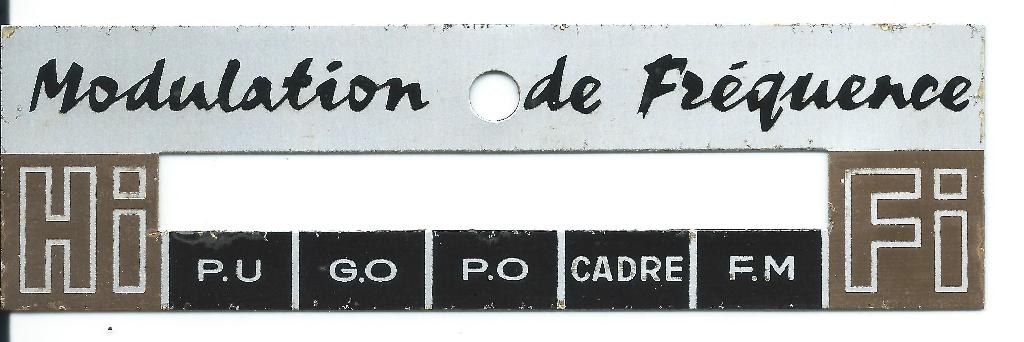 Modulation de Fréquence
Hi Fi
P.U G.O P.O CADRE F.M